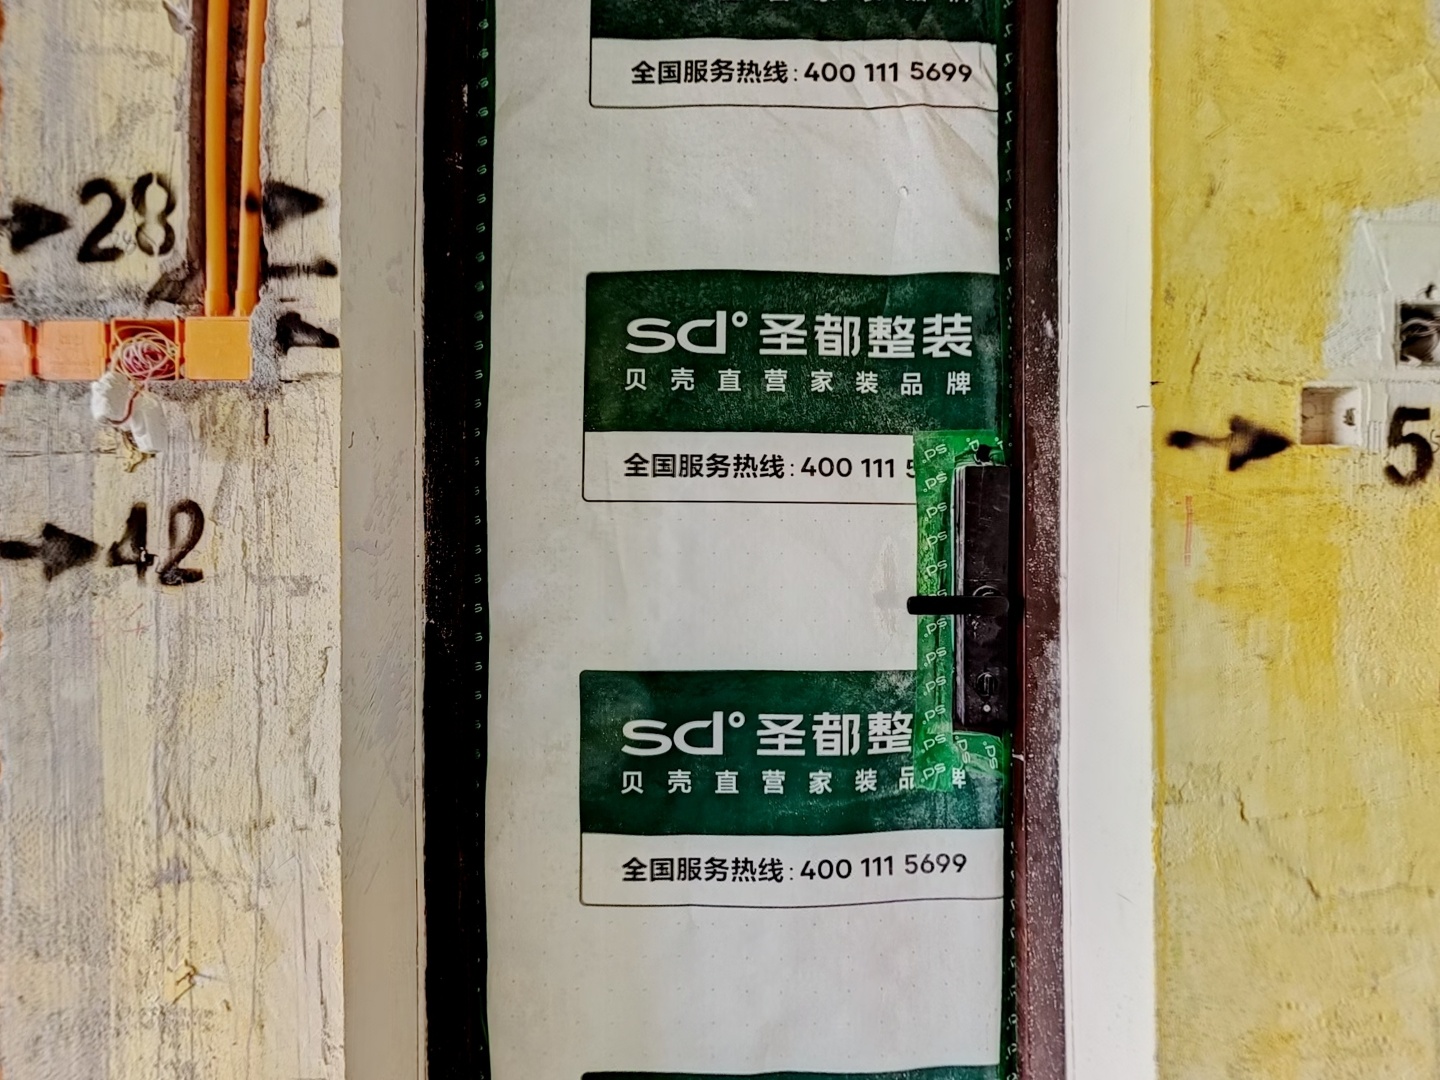 全国服务热线:400 111 5699
28
sd° 圣都整装
贝壳直营家装品牌
全国服务热线:400 111 5
5
42
sd° 圣都整
贝壳直营家装品牌
全国服务热线:400 111 5699